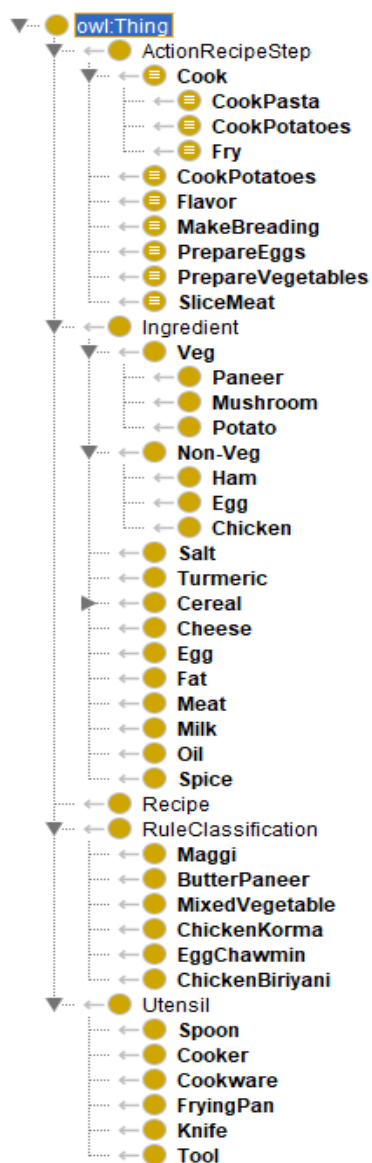 owl:Thing
ActionRecipeStep
Cook
CookPasta
CookPotatoes
Fry
CookPotatoes
Flavor
MakeBreading
PrepareEggs
PrepareVegetables
SliceMeat
Ingredient
Veg
Paneer
Mushroom
Potato
Non-Veg
Ham
Egg
Chicken
Salt
Turmeric
Cereal
Cheese
Egg
Fat
Meat
Milk
Oil
Spice
Recipe
RuleClassification
Maggi
ButterPaneer
MixedVegetable
ChickenKorma
EggChawmin
ChickenBiriyani
Utensil
Spoon
Cooker
Cookware
FryingPan
Knife
Tool